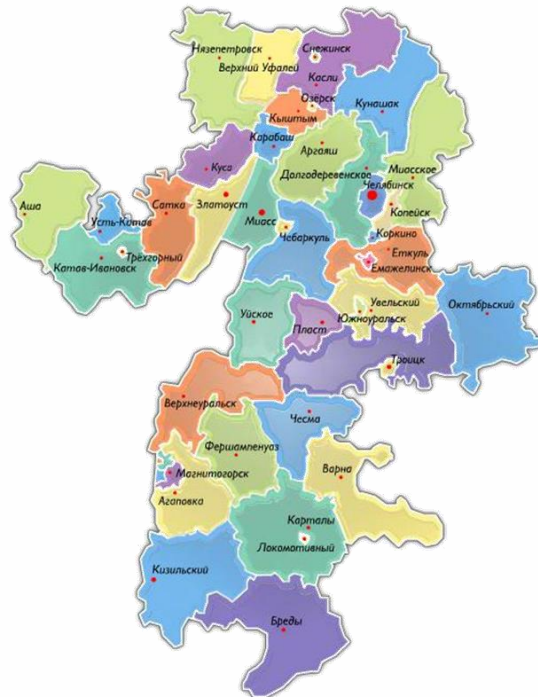 Нязепетровск
Верхний Уфалей
Снежинск
Касли
Озёрск
Кунашак
Кыштым
Карабаш
Аргаяш
Куса
Долгодеревенское
Миасское
Челябинск
Аша
Сатка
Златоуст
Усть-Катав
Миасс
Копейск
Чебаркуль
Коркино
Трёхгорный
Еткуль
Катав-Ивановск
Емажелинск
Увельский
Октябрьский
Уйское
Пласт
Южноуральск
Троицк
Верхнеуральск
Чесма
Фершампенуаз
Магнитогорск
Варна
Агаповка
Карталы
Локомотивный
Кизильский
Бреды